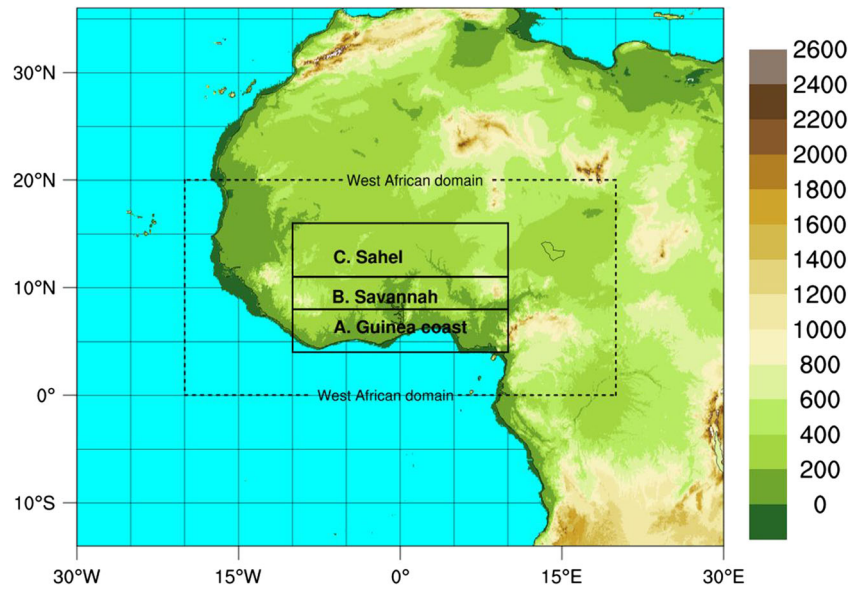 30°N
20°N
10°N
0°
10°S
30°W
15°W
0°
15°E
30°E
West African domain
C. Sahel
B. Savannah
A. Guinea coast
West African domain
2600
2400
2200
2000
1800
1600
1400
1200
1000
800
600
400
200
0